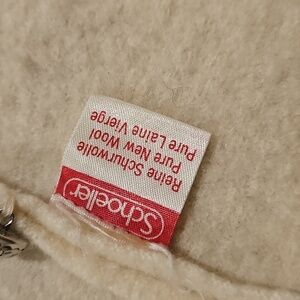 Schoeller
Reine Schurwolle
Pure New Wool
Pure Laine Vierge